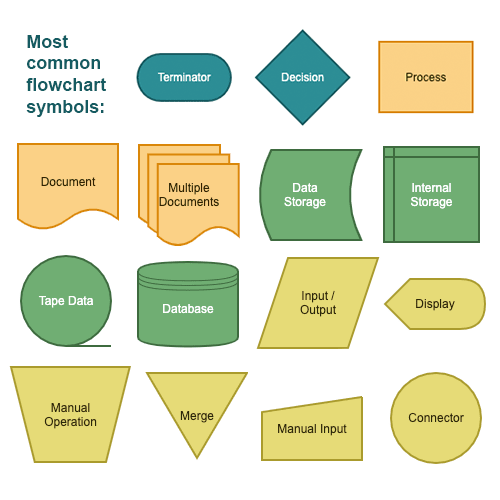 Most
common
flowchart
symbols:
Terminator
Decision
Process
Document
Multiple
Documents
Data
Storage
Internal
Storage
Tape Data
Database
Input /
Output
Display
Manual
Operation
Merge
Manual Input
Connector